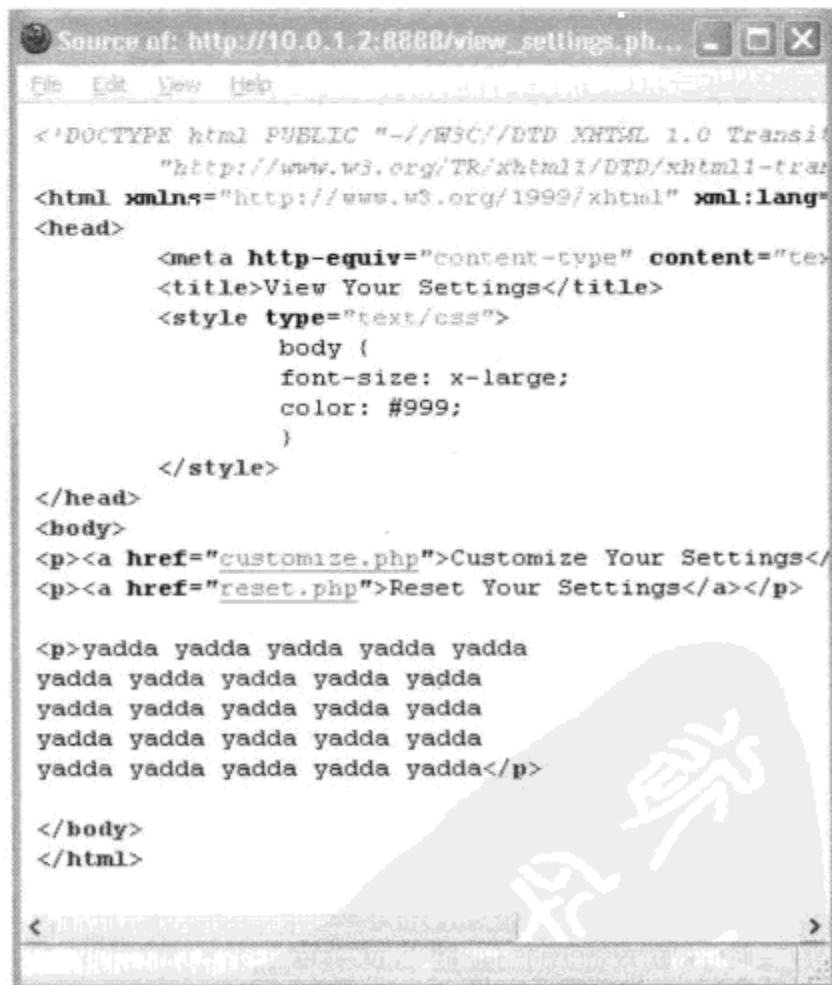 Source of: http://10.0.1.2:8888/view_settings.ph...
File Edit View Help
<!DOCTYPE html PUBLIC "-//W3C//DTD XHTML 1.0 Transit
"http://www.w3.org/TR/xhtml1/DTD/xhtml1-tran
<html xmlns="http://www.w3.org/1999/xhtml" xml:lang=
<head>
<meta http-equiv="content-type" content="tex
<title>View Your Settings</title>
<style type="text/css">
body {
font-size: x-large;
color: #999;
}
</style>
</head>
<body>
<p><a href="customize.php">Customize Your Settings</
<p><a href="reset.php">Reset Your Settings</a></p>
<p>yadda yadda yadda yadda yadda
yadda yadda yadda yadda yadda
yadda yadda yadda yadda yadda
yadda yadda yadda yadda yadda
yadda yadda yadda yadda yadda</p>
</body>
</html>